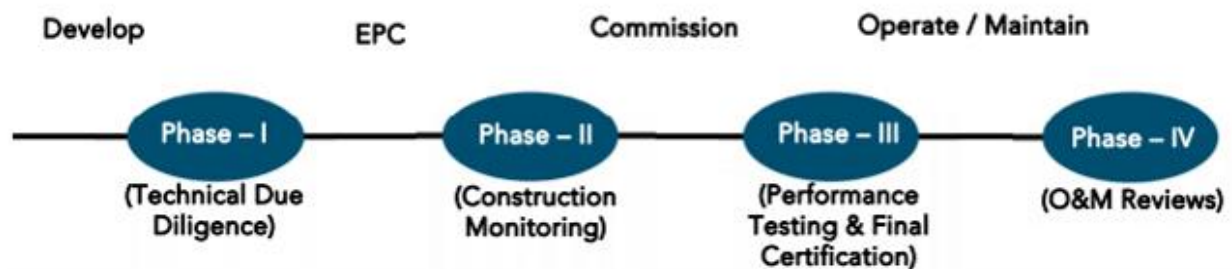 Develop
EPC
Commission
Operate / Maintain
Phase – I
Phase – II
Phase – III
Phase – IV
(Technical Due
Diligence)
(Construction
Monitoring)
(Performance
Testing & Final
Certification)
(O&M Reviews)